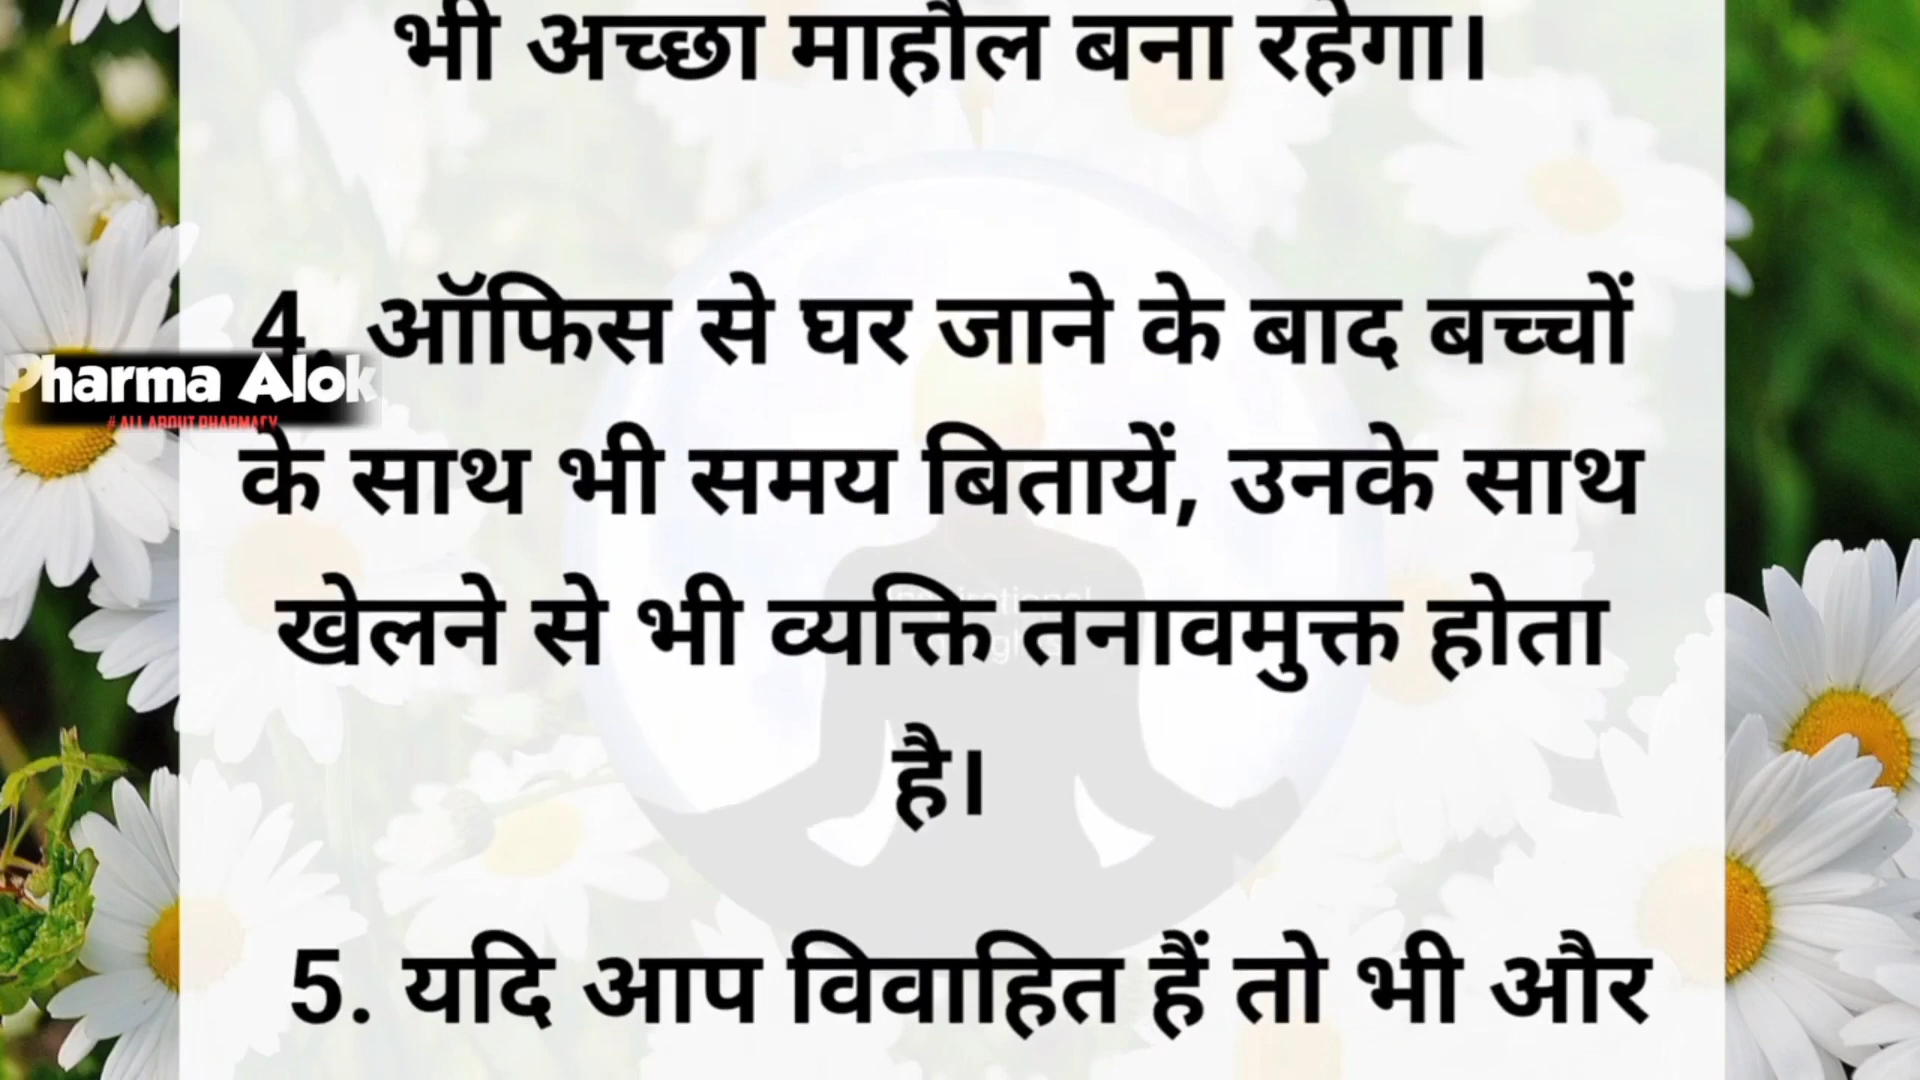 भी अच्छा माहौल बना रहेगा।
4. ऑफिस से घर जाने के बाद बच्चों
Pharma Alok
# ALL ABOUT PHARMACY
के साथ भी समय बितायें, उनके साथ
खेलने से भी व्यक्ति तनावमुक्त होता
है।
5. यदि आप विवाहित हैं तो भी और